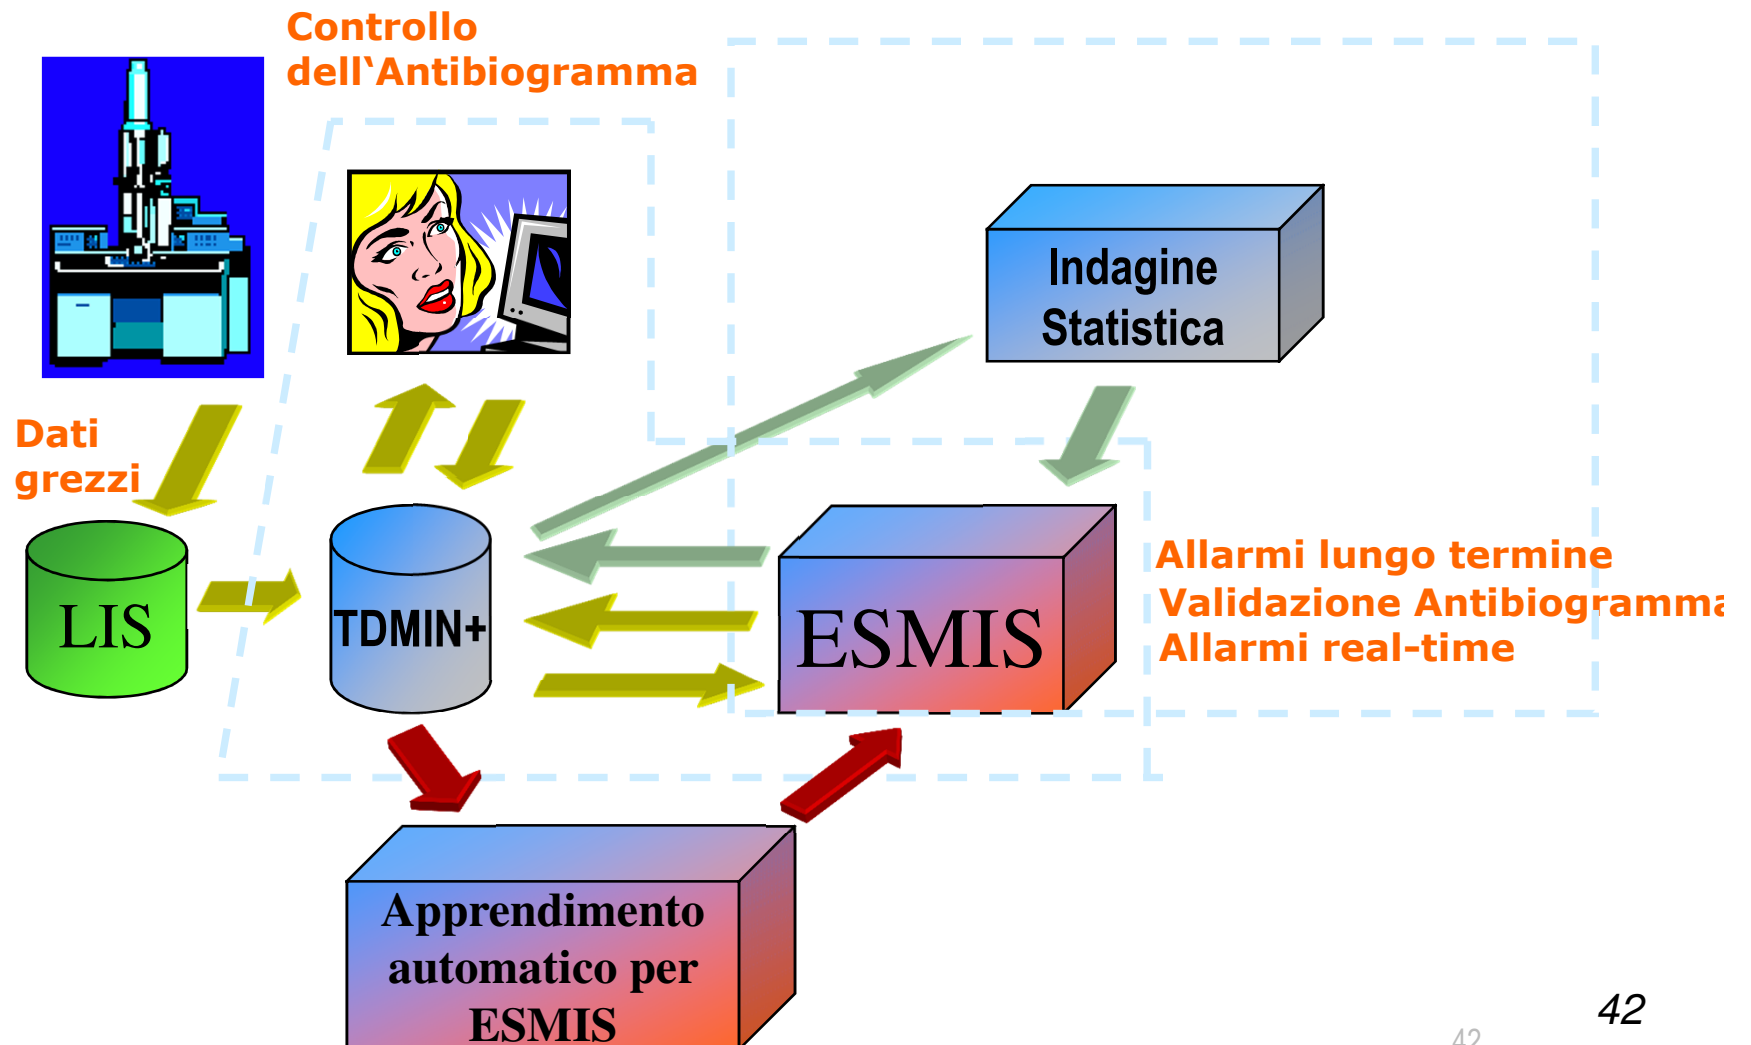 Controllo
dell‘Antibiogramma
Indagine
Statistica
Dati
grezzi
LIS
TDMIN+
ESMIS
Allarmi lungo termine
Validazione Antibiogramma
Allarmi real-time
Apprendimento
automatico per
ESMIS
42
42